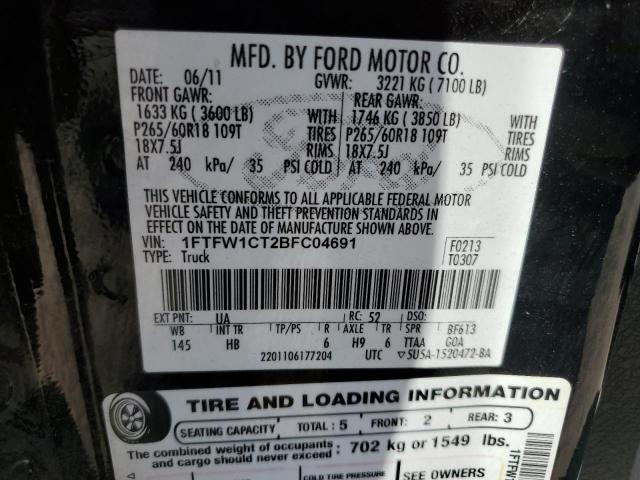 MFD. BY FORD MOTOR CO.
DATE: 06/11 GVWR: 3221 KG ( 7100 LB)
FRONT GAWR: REAR GAWR:
1633 KG ( 3600 LB) WITH 1746 KG ( 3850 LB) WITH
P265/60R18 109T TIRES P265/60R18 109T TIRES
18X7.5J RIMS 18X7.5J RIMS
AT 240 kPa/ 35 PSI COLD AT 240 kPa/ 35 PSI COLD
THIS VEHICLE CONFORMS TO ALL APPLICABLE FEDERAL MOTOR
VEHICLE SAFETY AND THEFT PREVENTION STANDARDS IN
EFFECT ON THE DATE OF MANUFACTURE SHOWN ABOVE.
VIN: 1FTFW1CT2BFC04691 F0213
TYPE: Truck T0307
EXT PNT: UA RC: 52 DSO:
WB INT TR TP/PS R AXLE TR SPR BF613
145 HB 6 H9 6 TTAA GOA
2201106177204 UTC 5U5A-1520472-BA
TIRE AND LOADING INFORMATION
SEATING CAPACITY TOTAL : 5 FRONT: 2 REAR: 3
The combined weight of occupants
and cargo should never exceed : 702 kg or 1549 lbs.
COLD TIRE PRESSURE SEE OWNERS